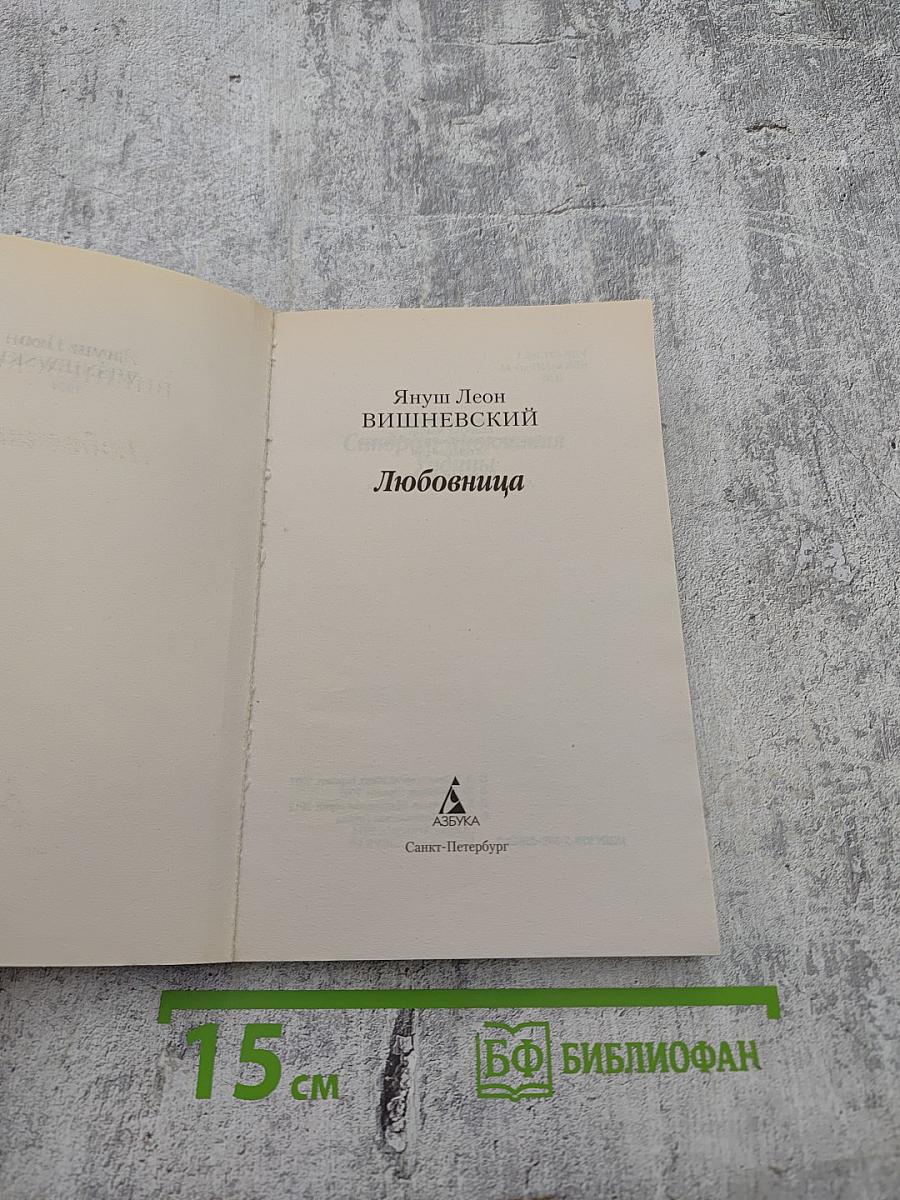 Януш Леон
ВИШНЕВСКИЙ
Любовница
АЗБУКА
Санкт-Петербург
15 см
БФ БИБЛИОФАН